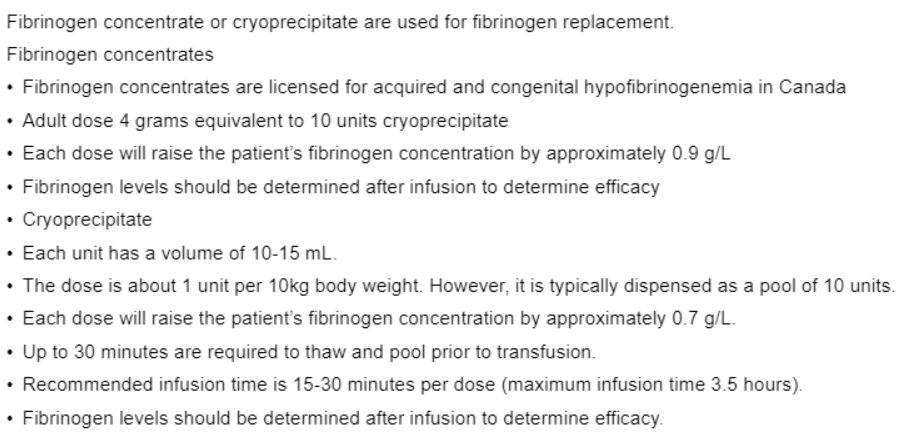 Fibrinogen concentrate or cryoprecipitate are used for fibrinogen replacement.
Fibrinogen concentrates
• Fibrinogen concentrates are licensed for acquired and congenital hypofibrinogenemia in Canada
• Adult dose 4 grams equivalent to 10 units cryoprecipitate
• Each dose will raise the patient's fibrinogen concentration by approximately 0.9 g/L
• Fibrinogen levels should be determined after infusion to determine efficacy
• Cryoprecipitate
• Each unit has a volume of 10-15 mL.
• The dose is about 1 unit per 10kg body weight. However, it is typically dispensed as a pool of 10 units.
• Each dose will raise the patient's fibrinogen concentration by approximately 0.7 g/L.
• Up to 30 minutes are required to thaw and pool prior to transfusion.
• Recommended infusion time is 15-30 minutes per dose (maximum infusion time 3.5 hours).
• Fibrinogen levels should be determined after infusion to determine efficacy.